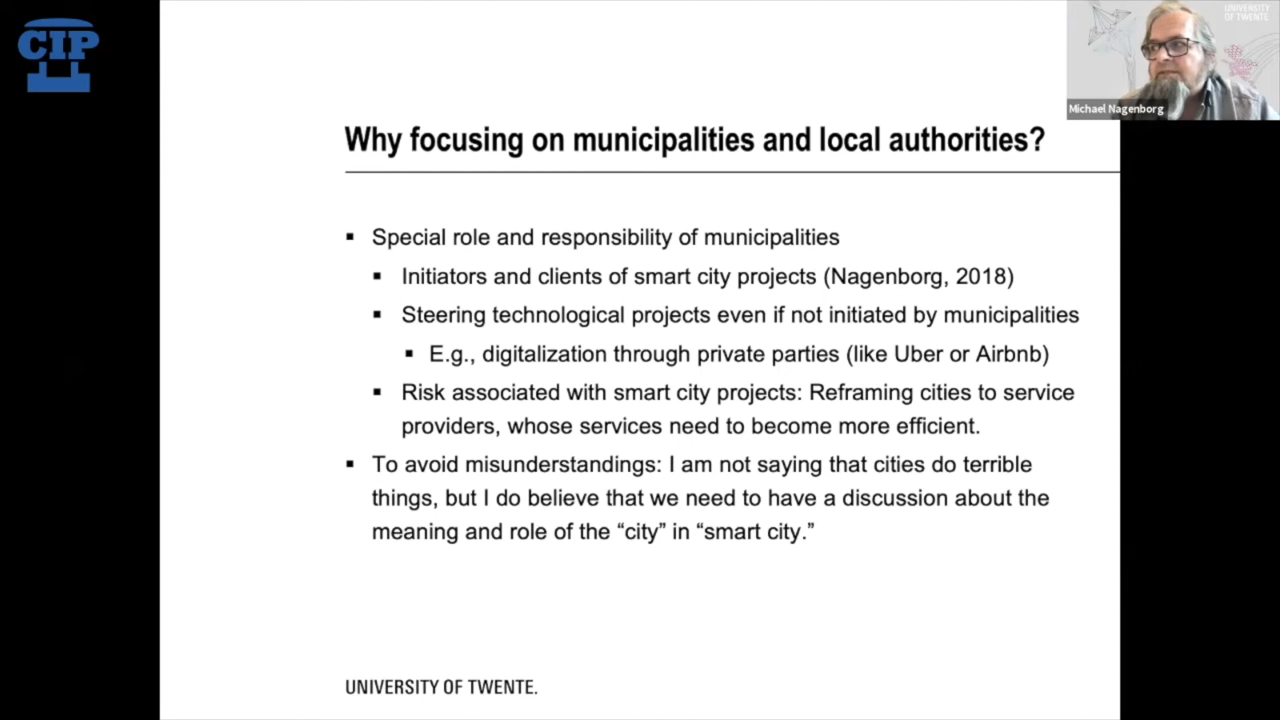 CIP
UNIVERSITY
OF TWENTE.
Michael Nagenborg
Why focusing on municipalities and local authorities?
▪ Special role and responsibility of municipalities
▪ Initiators and clients of smart city projects (Nagenborg, 2018)
▪ Steering technological projects even if not initiated by municipalities
▪ E.g., digitalization through private parties (like Uber or Airbnb)
▪ Risk associated with smart city projects: Reframing cities to service
providers, whose services need to become more efficient.
▪ To avoid misunderstandings: I am not saying that cities do terrible
things, but I do believe that we need to have a discussion about the
meaning and role of the “city” in “smart city.”
UNIVERSITY OF TWENTE.